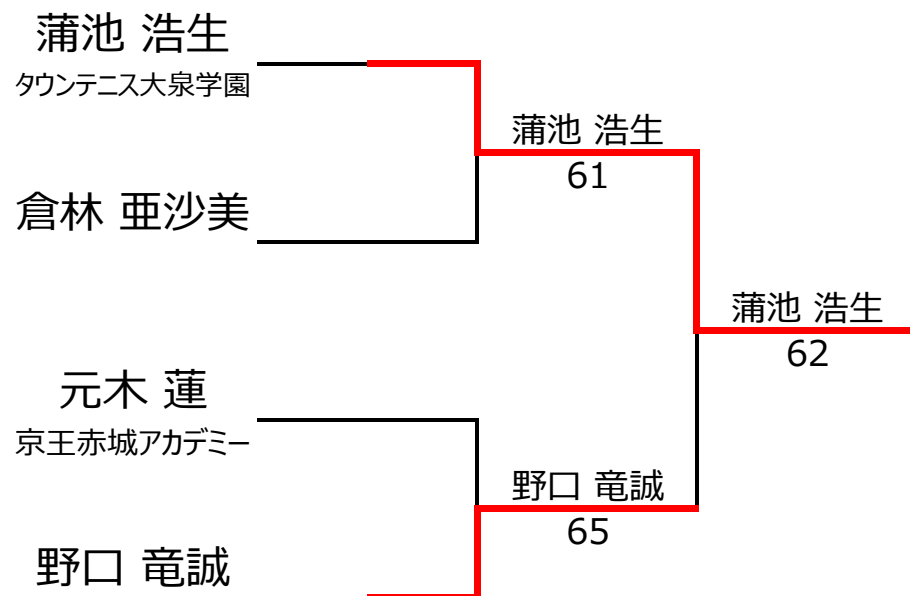 蒲池 浩生
タウンテニス大泉学園
蒲池 浩生
61
倉林 亜沙美
蒲池 浩生
62
元木 蓮
京王赤城アカデミー
野口 竜誠
65
野口 竜誠